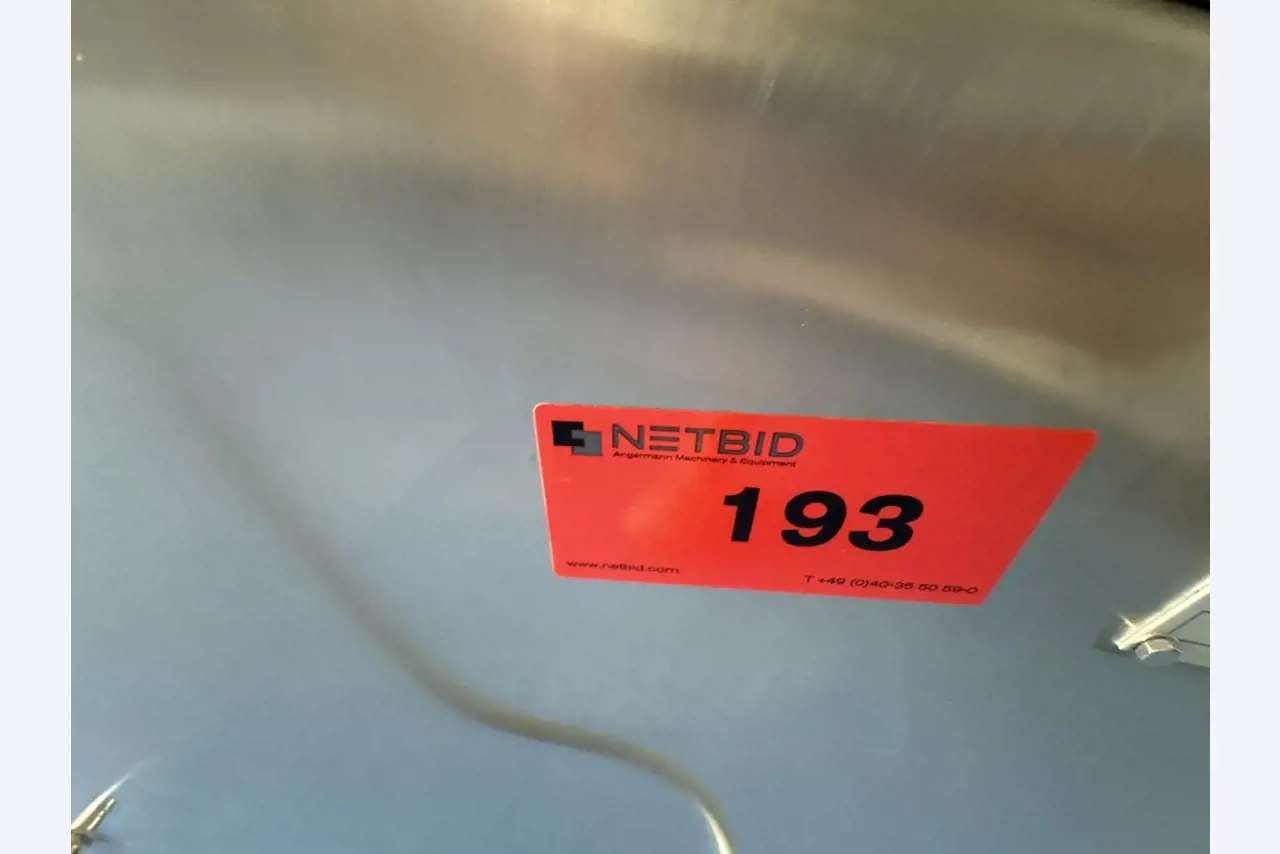 NETBID
Angermann Machinery & Equipment
193
www.netbid.com
T +49 (0)40-35 50 59-0